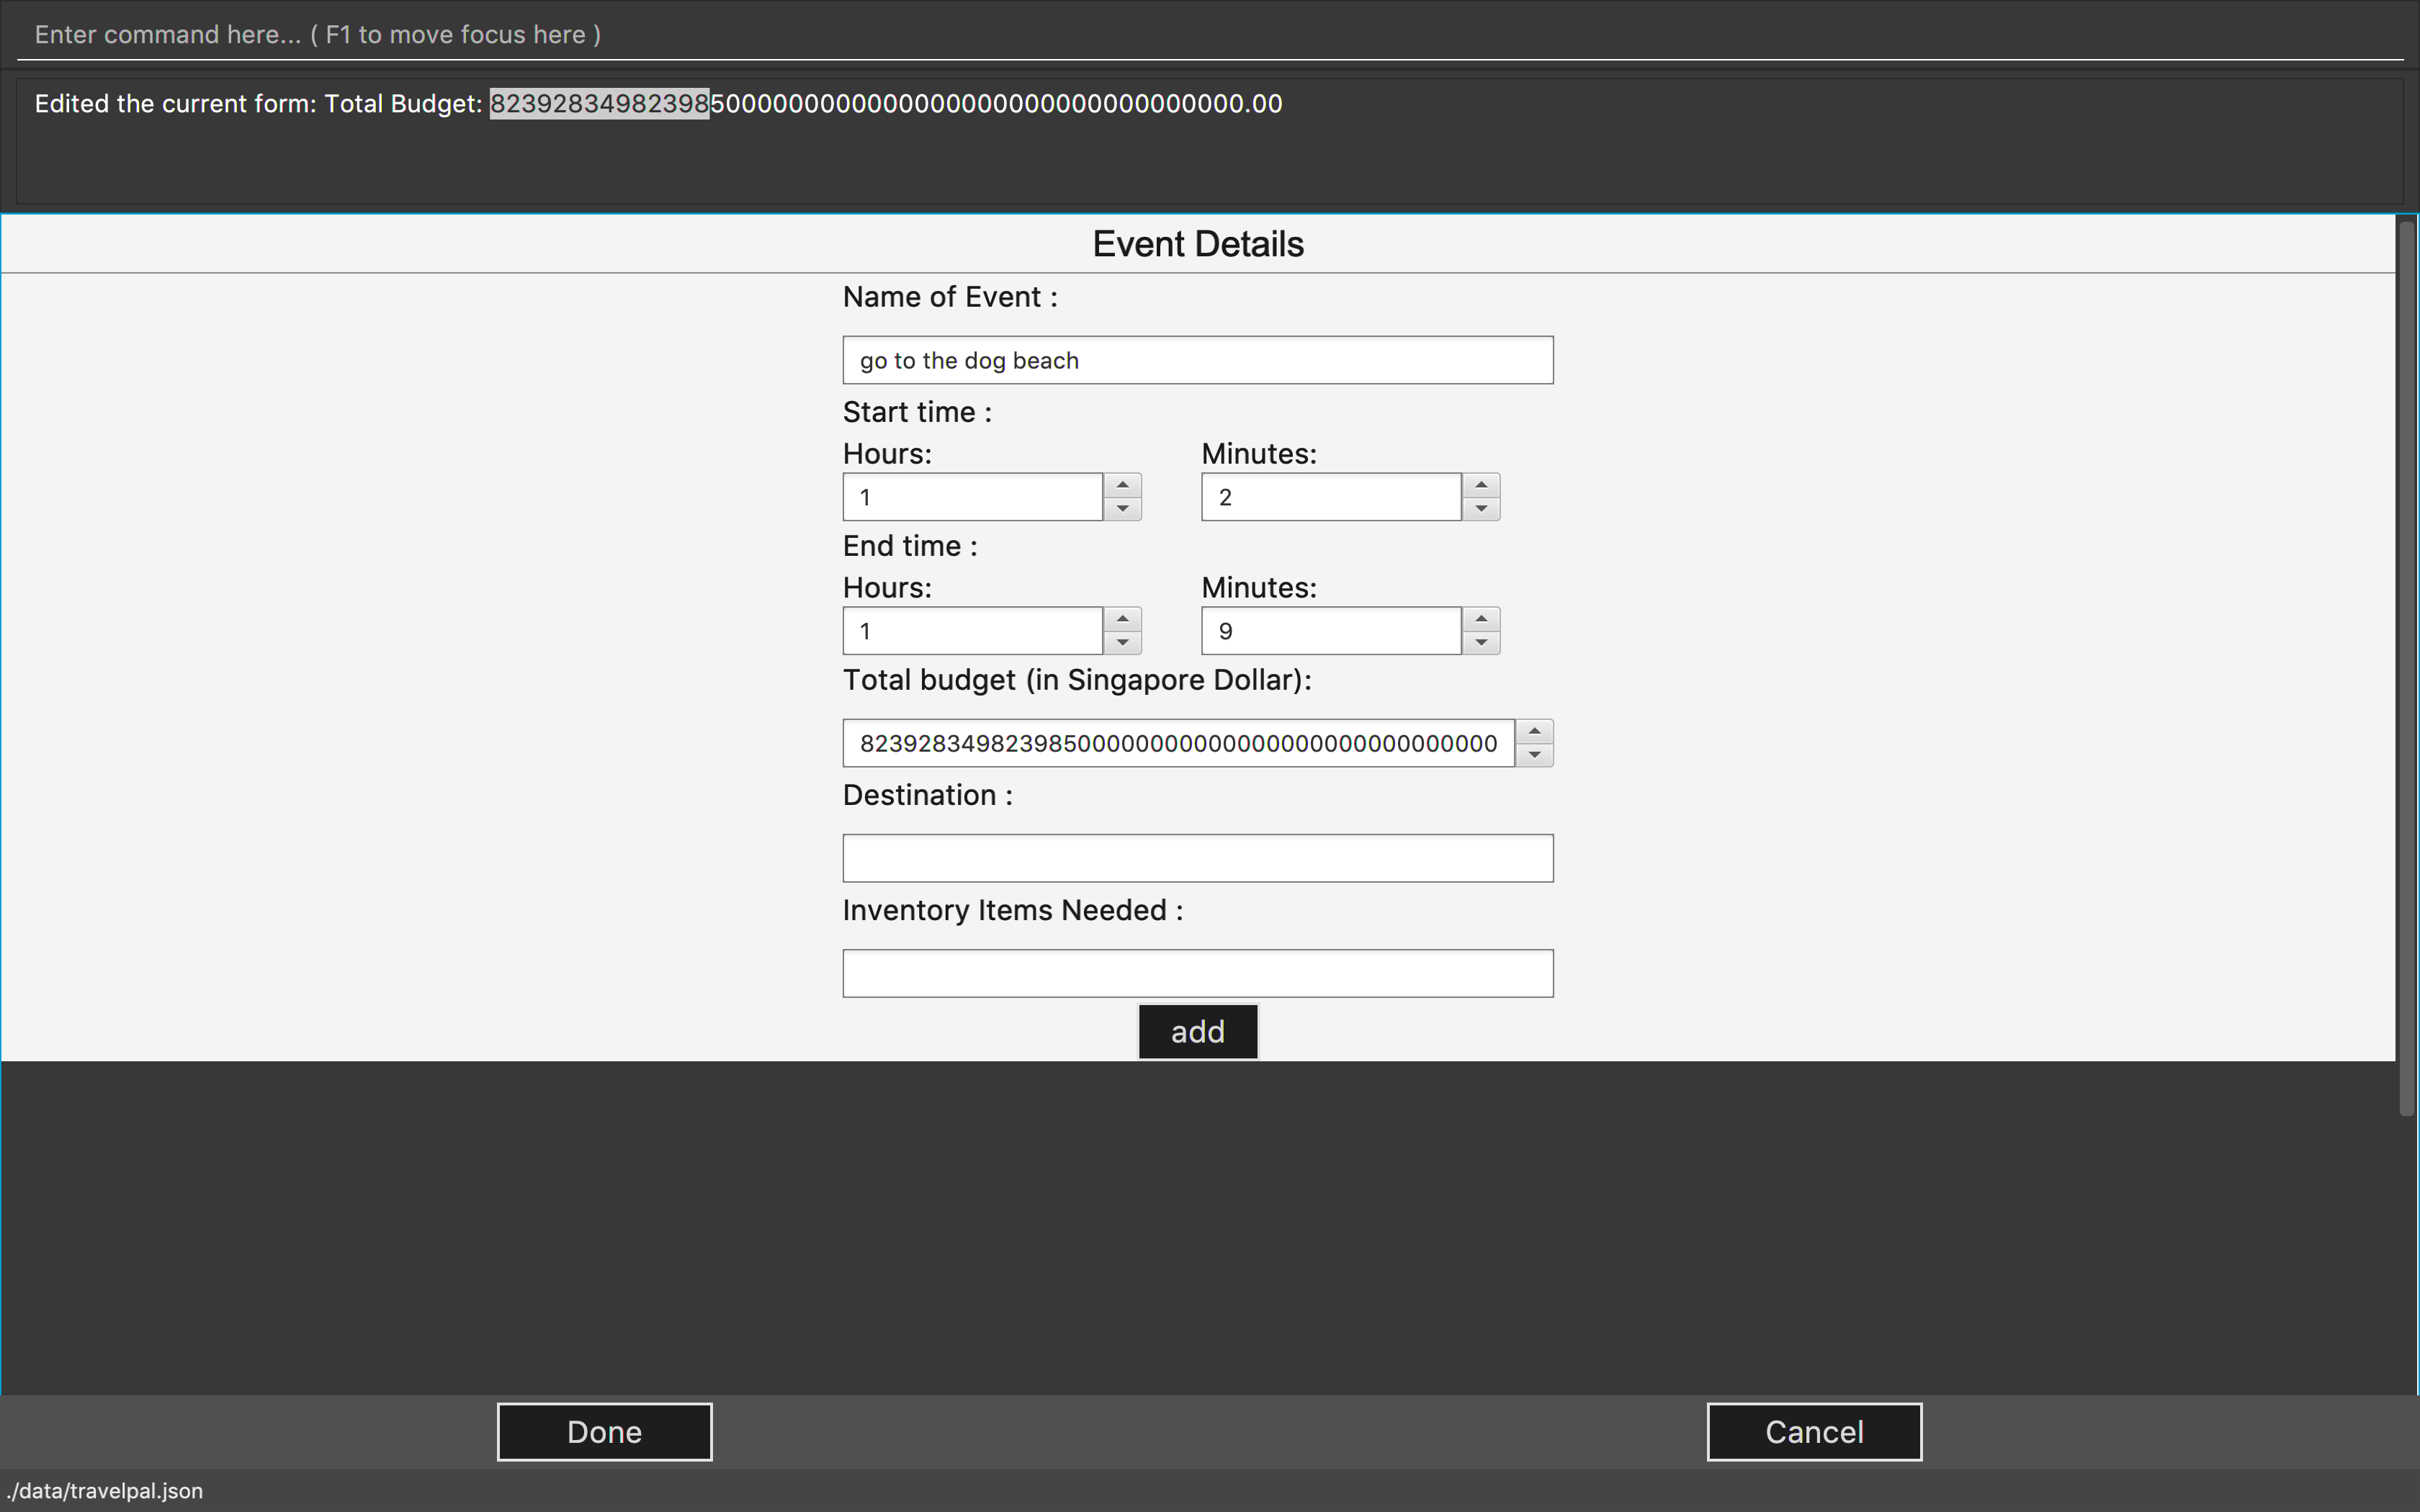 Enter command here... ( F1 to move focus here )
Edited the current form: Total Budget: 823928349823985000000000000000000000000000000000.00
Event Details
Name of Event :
go to the dog beach
Start time :
Hours: Minutes:
1 2
End time :
Hours: Minutes:
1 9
Total budget (in Singapore Dollar):
82392834982398500000000000000000000000000000
Destination :
Inventory Items Needed :
add
Done Cancel
./data/travelpal.json